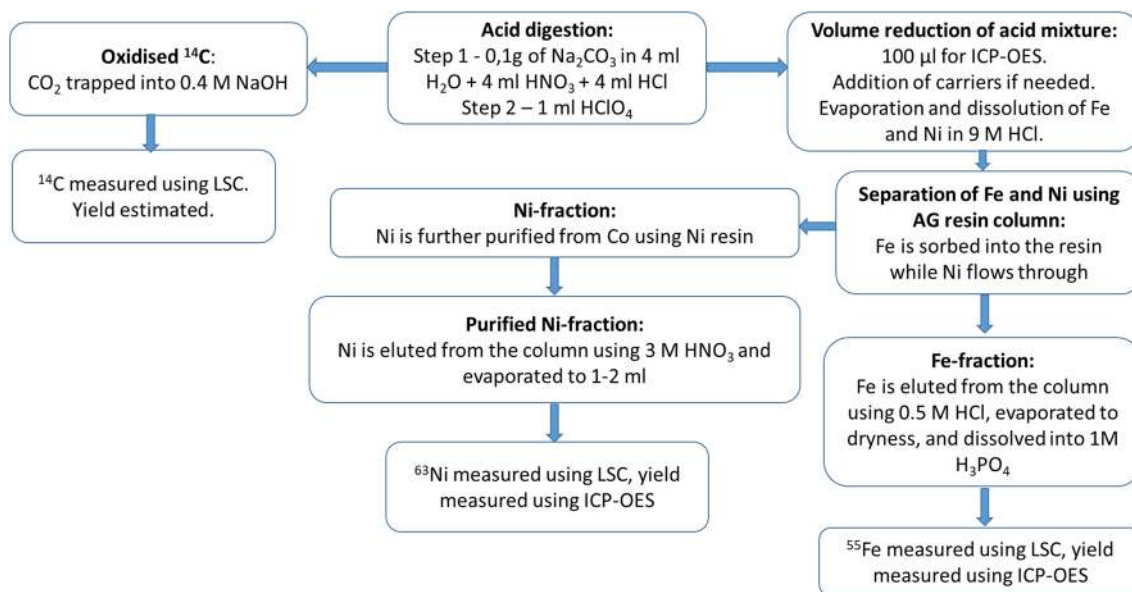 Acid digestion:
Step 1 - 0,1g of Na₂CO₃ in 4 ml
H₂O + 4 ml HNO₃ + 4 ml HCl
Step 2 – 1 ml HClO₄
Oxidised ¹⁴C:
CO₂ trapped into 0.4 M NaOH
¹⁴C measured using LSC.
Yield estimated.
Volume reduction of acid mixture:
100 µl for ICP-OES.
Addition of carriers if needed.
Evaporation and dissolution of Fe
and Ni in 9 M HCl.
Separation of Fe and Ni using
AG resin column:
Fe is sorbed into the resin
while Ni flows through
Ni-fraction:
Ni is further purified from Co using Ni resin
Purified Ni-fraction:
Ni is eluted from the column using 3 M HNO₃ and
evaporated to 1-2 ml
⁶³Ni measured using LSC, yield
measured using ICP-OES
Fe-fraction:
Fe is eluted from the column
using 0.5 M HCl, evaporated to
dryness, and dissolved into 1M
H₃PO₄
⁵⁵Fe measured using LSC, yield
measured using ICP-OES